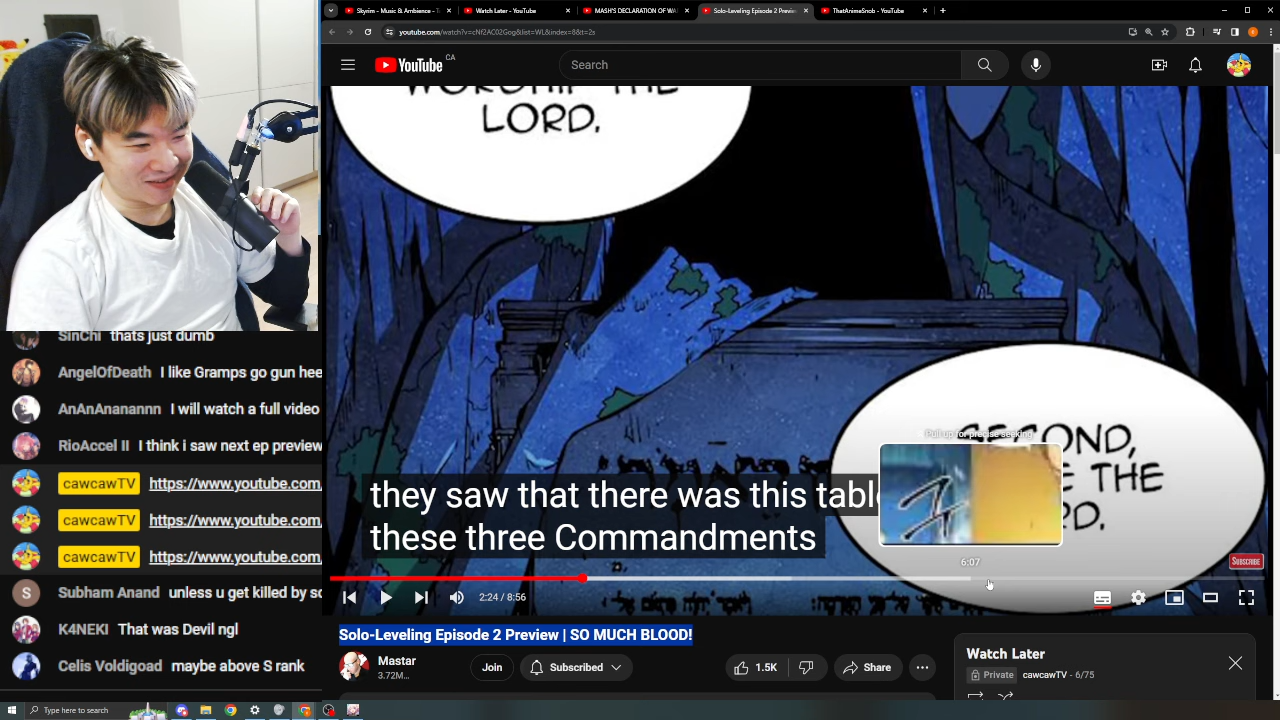 Skyrim - Music & Ambience - T
Watch Later - YouTube
MASH'S DECLARATION OF WA
Solo-Leveling Episode 2 Previe
ThatAnimeSnob - YouTube
youtube.com/watch?v=cNf2AC02Gog&list=WL&index=8&t=2s
YouTube CA
Search
WORSHIP THE
LORD.
SECOND,
THE
RD.
Pull up for precise seeking
6:07
they saw that there was this table
these three Commandments
SUBSCRIBE
2:24 / 8:56
Solo-Leveling Episode 2 Preview | SO MUCH BLOOD!
Mastar
3.72M...
Join
Subscribed
1.5K
Share
Watch Later
Private cawcawTV - 6/75
SinChi thats just dumb
AngelOfDeath I like Gramps go gun hee
AnAnAnanannn I will watch a full video
RioAccel II I think i saw next ep preview
cawcawTV https://www.youtube.com/
cawcawTV https://www.youtube.com/
cawcawTV https://www.youtube.com/
S
Subham Anand unless u get killed by so
K4NEKI That was Devil ngl
Celis Voldigoad maybe above S rank
Type here to search